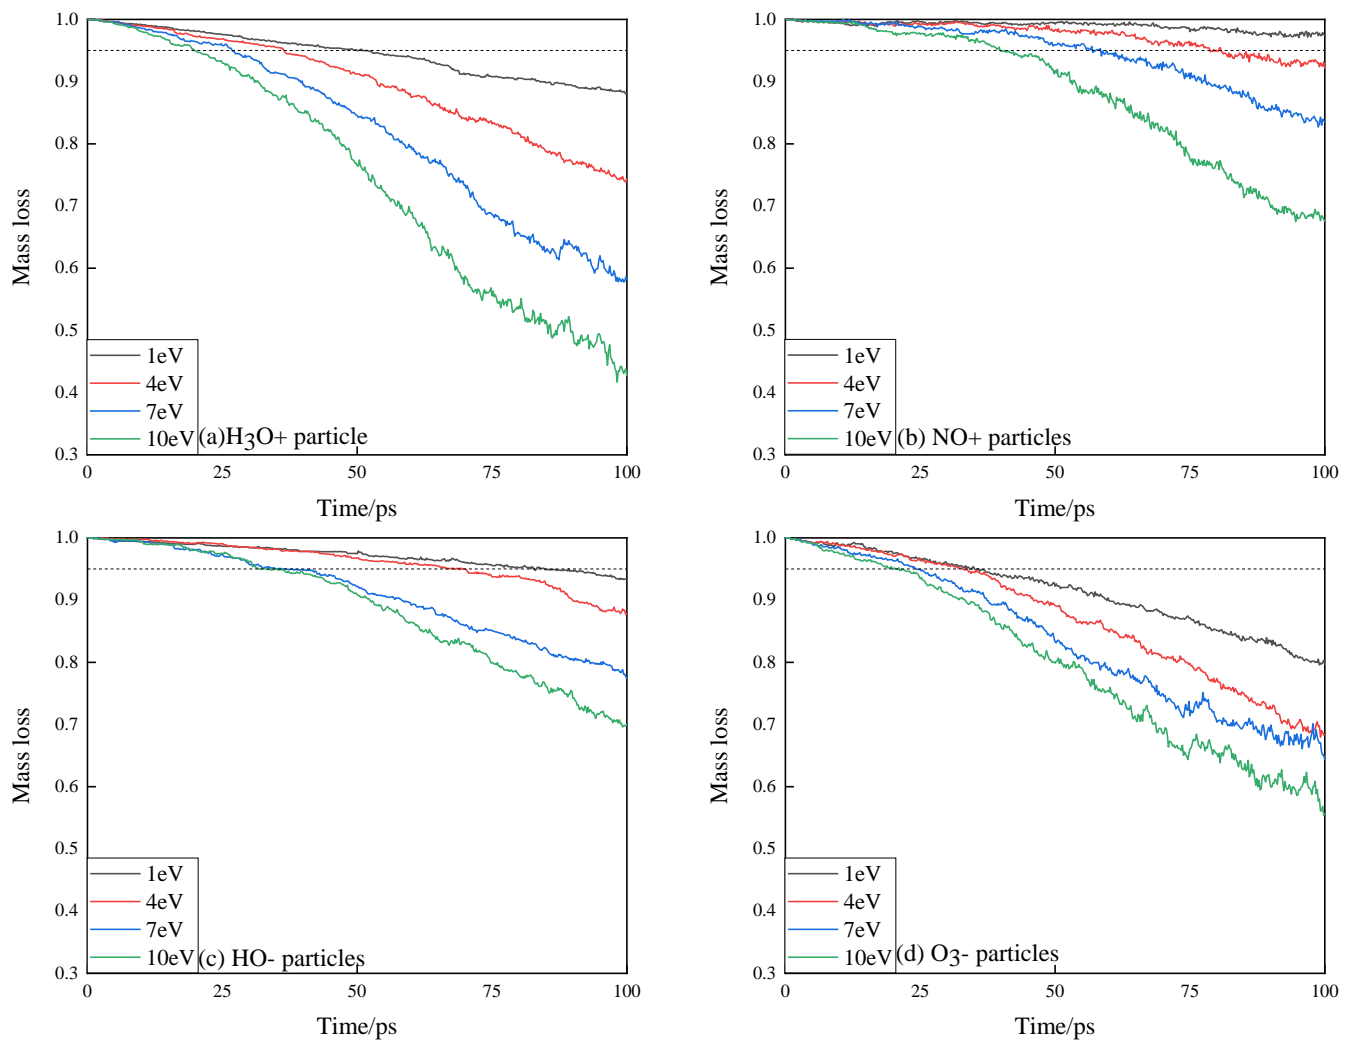 1.0
0.9
0.8
0.7
0.6
0.5
0.4
0.3
Mass loss
1eV
4eV
7eV
10eV
(a)H3O+ particle
0 25 50 75 100
Time/ps
1.0
0.9
0.8
0.7
0.6
0.5
0.4
0.3
Mass loss
1eV
4eV
7eV
10eV
(b) NO+ particles
0 25 50 75 100
Time/ps
1.0
0.9
0.8
0.7
0.6
0.5
0.4
0.3
Mass loss
1eV
4eV
7eV
10eV
(c) HO- particles
0 25 50 75 100
Time/ps
1.0
0.9
0.8
0.7
0.6
0.5
0.4
0.3
Mass loss
1eV
4eV
7eV
10eV
(d) O3- particles
0 25 50 75 100
Time/ps